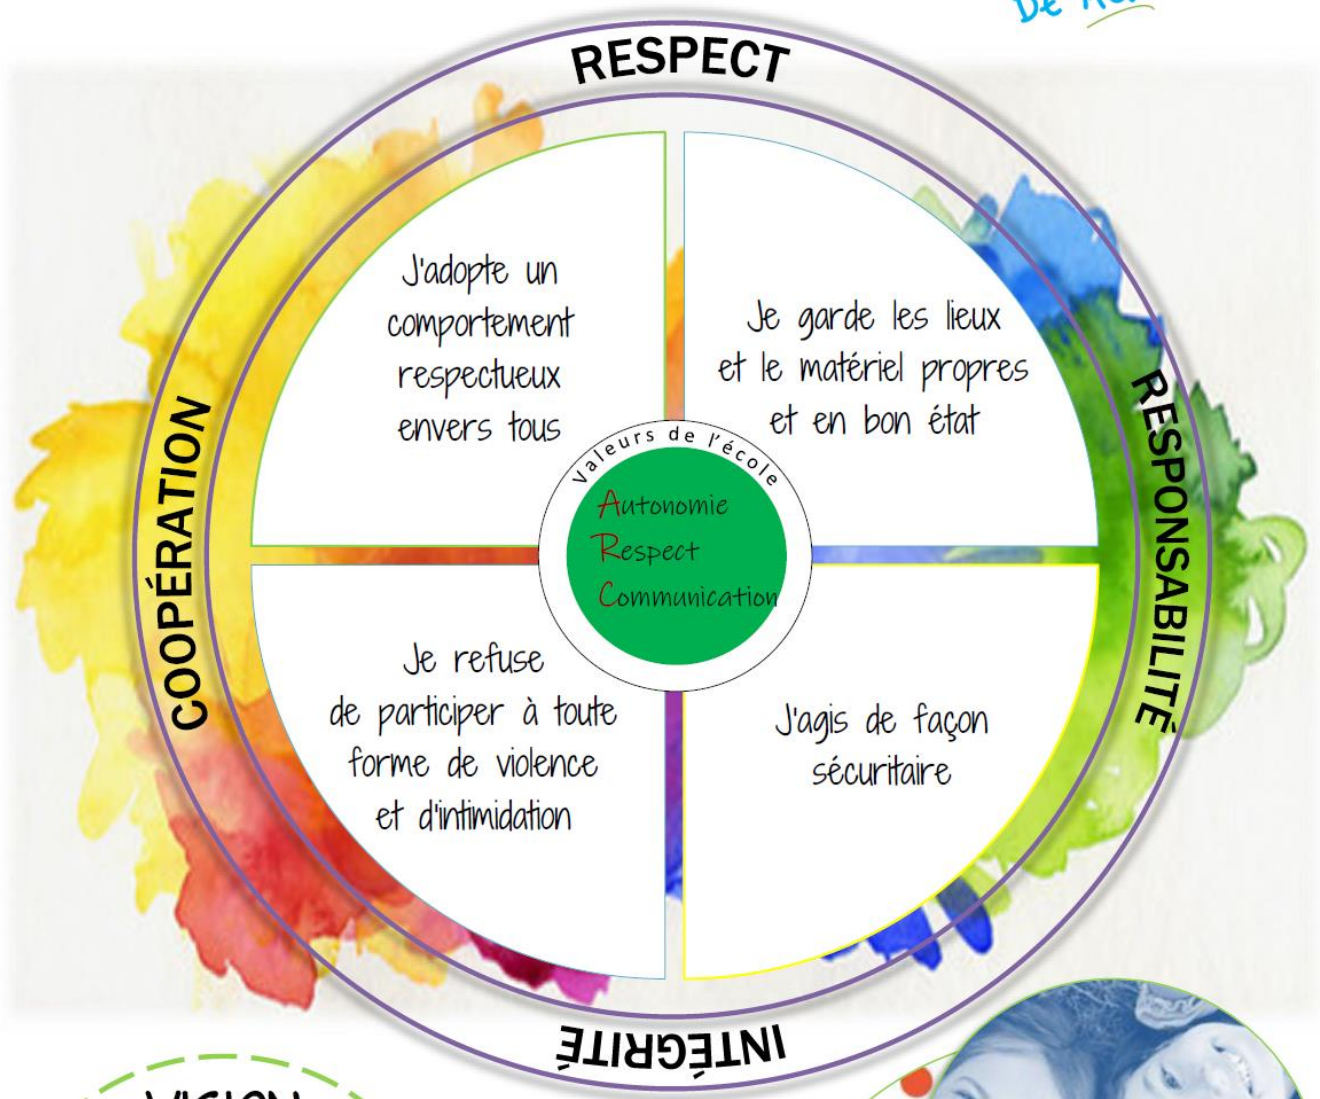 De
RESPECT
J'adopte un
comportement
respectueux
envers tous
Je garde les lieux
et le matériel propres
et en bon état
COOPÉRATION
RESPONSABILITÉ
Valeurs de l'école
Autonomie
Respect
Communication
Je refuse
de participer à toute
forme de violence
et d'intimidation
J'agis de façon
sécuritaire
INTÉGRITÉ
VISION